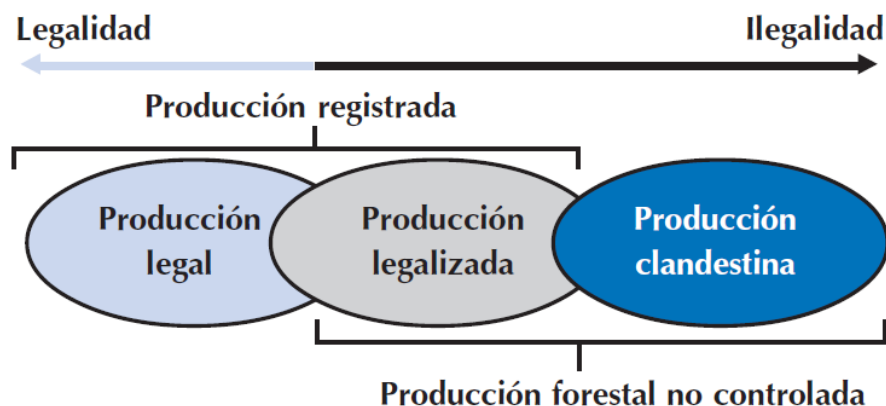 Legalidad
Ilegalidad
Producción registrada
Producción
legal
Producción
legalizada
Producción
clandestina
Producción forestal no controlada